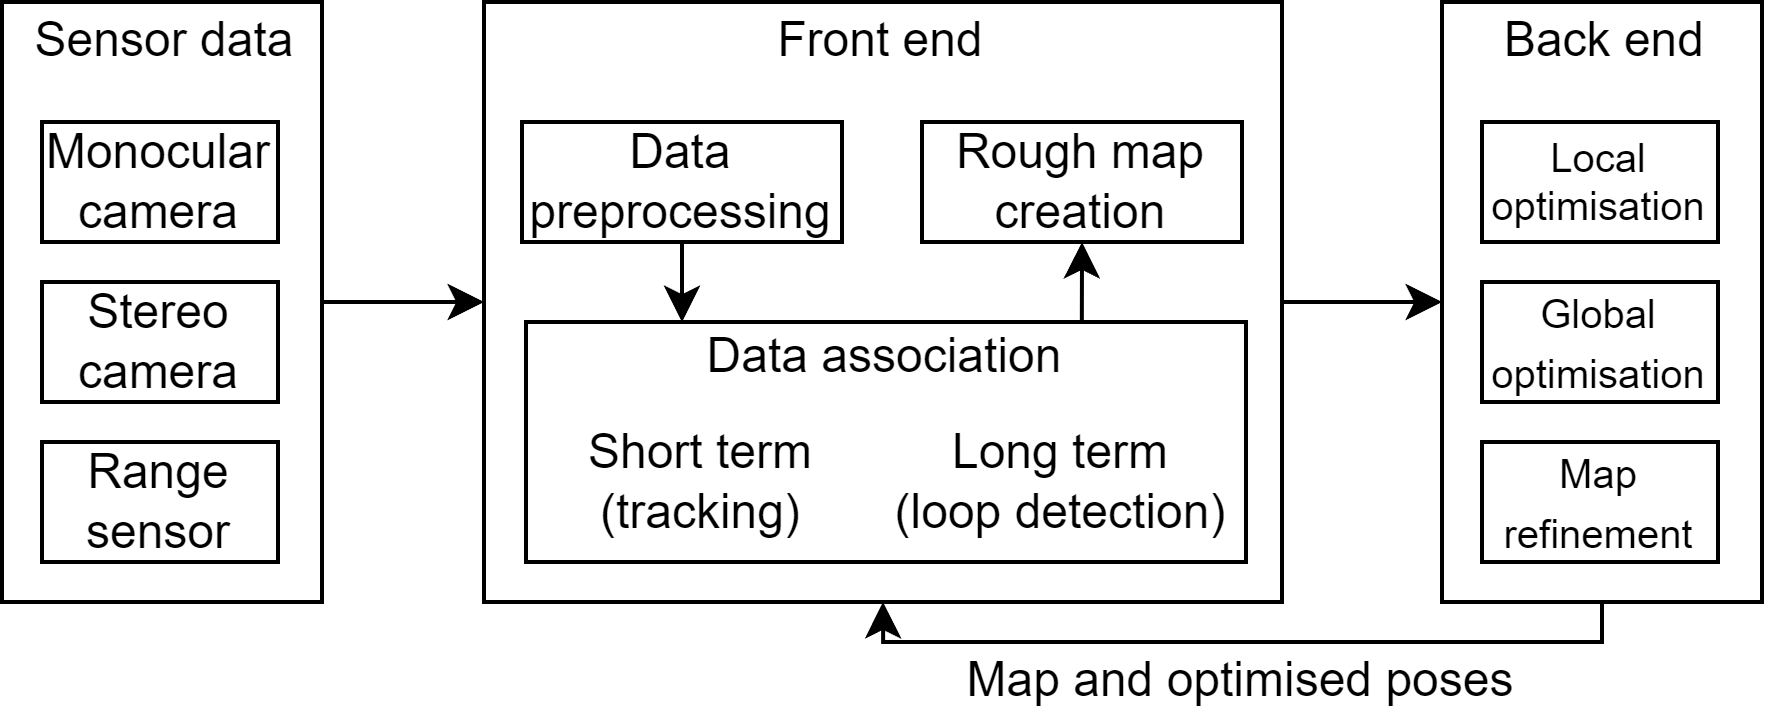 Sensor data
Monocular
camera
Stereo
camera
Range
sensor
Front end
Data
preprocessing
Rough map
creation
Data association
Short term
(tracking)
Long term
(loop detection)
Back end
Local
optimisation
Global
optimisation
Map
refinement
Map and optimised poses